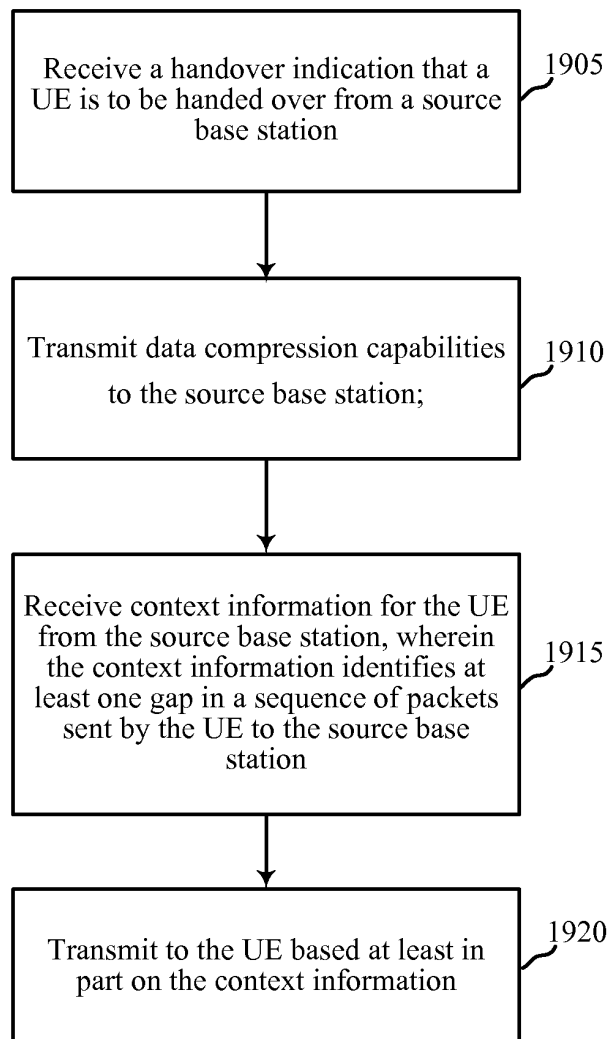 Receive a handover indication that a
UE is to be handed over from a source
base station
1905
Transmit data compression capabilities
to the source base station;
1910
Receive context information for the UE
from the source base station, wherein
the context information identifies at
least one gap in a sequence of packets
sent by the UE to the source base
station
1915
Transmit to the UE based at least in
part on the context information
1920